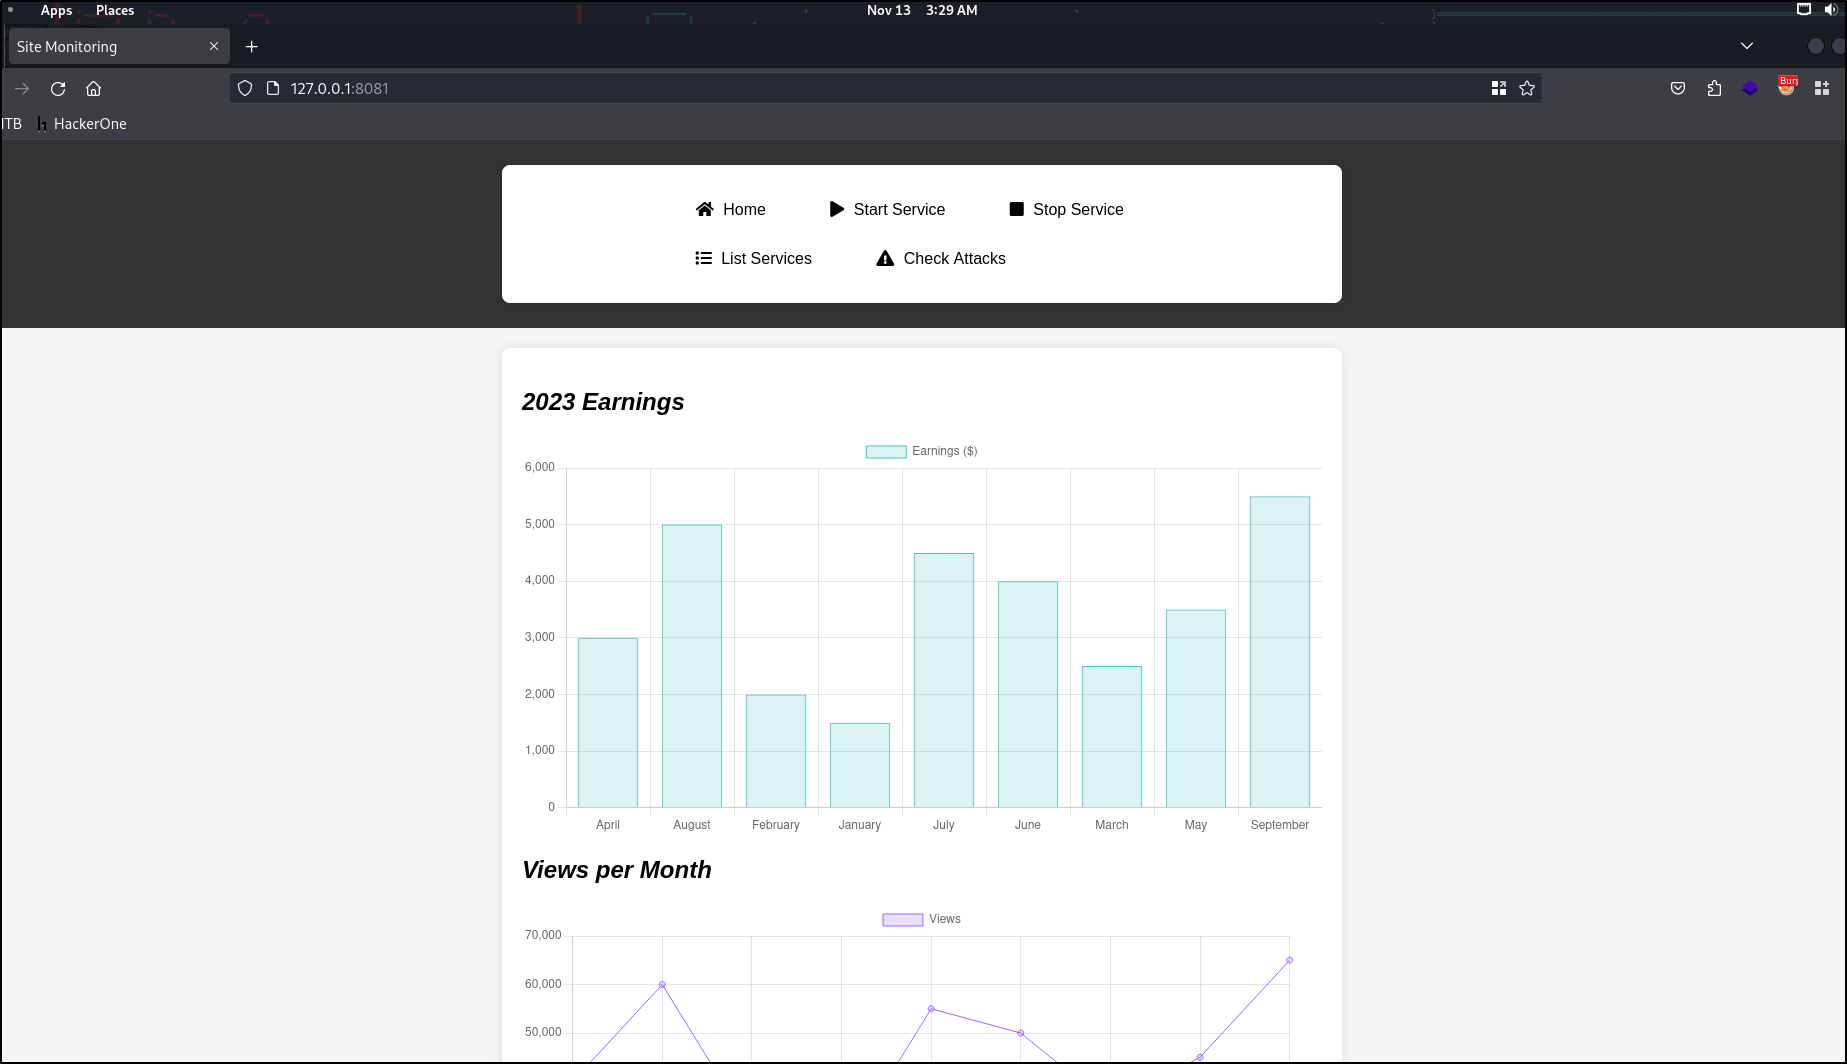 Apps Places Nov 13 3:29 AM
Site Monitoring
127.0.0.1:8081
Burp
HackerOne
Home Start Service Stop Service
List Services Check Attacks
2023 Earnings
Earnings ($)
6,000
5,000
4,000
3,000
2,000
1,000
0
April August February January July June March May September
Views per Month
Views
70,000
60,000
50,000